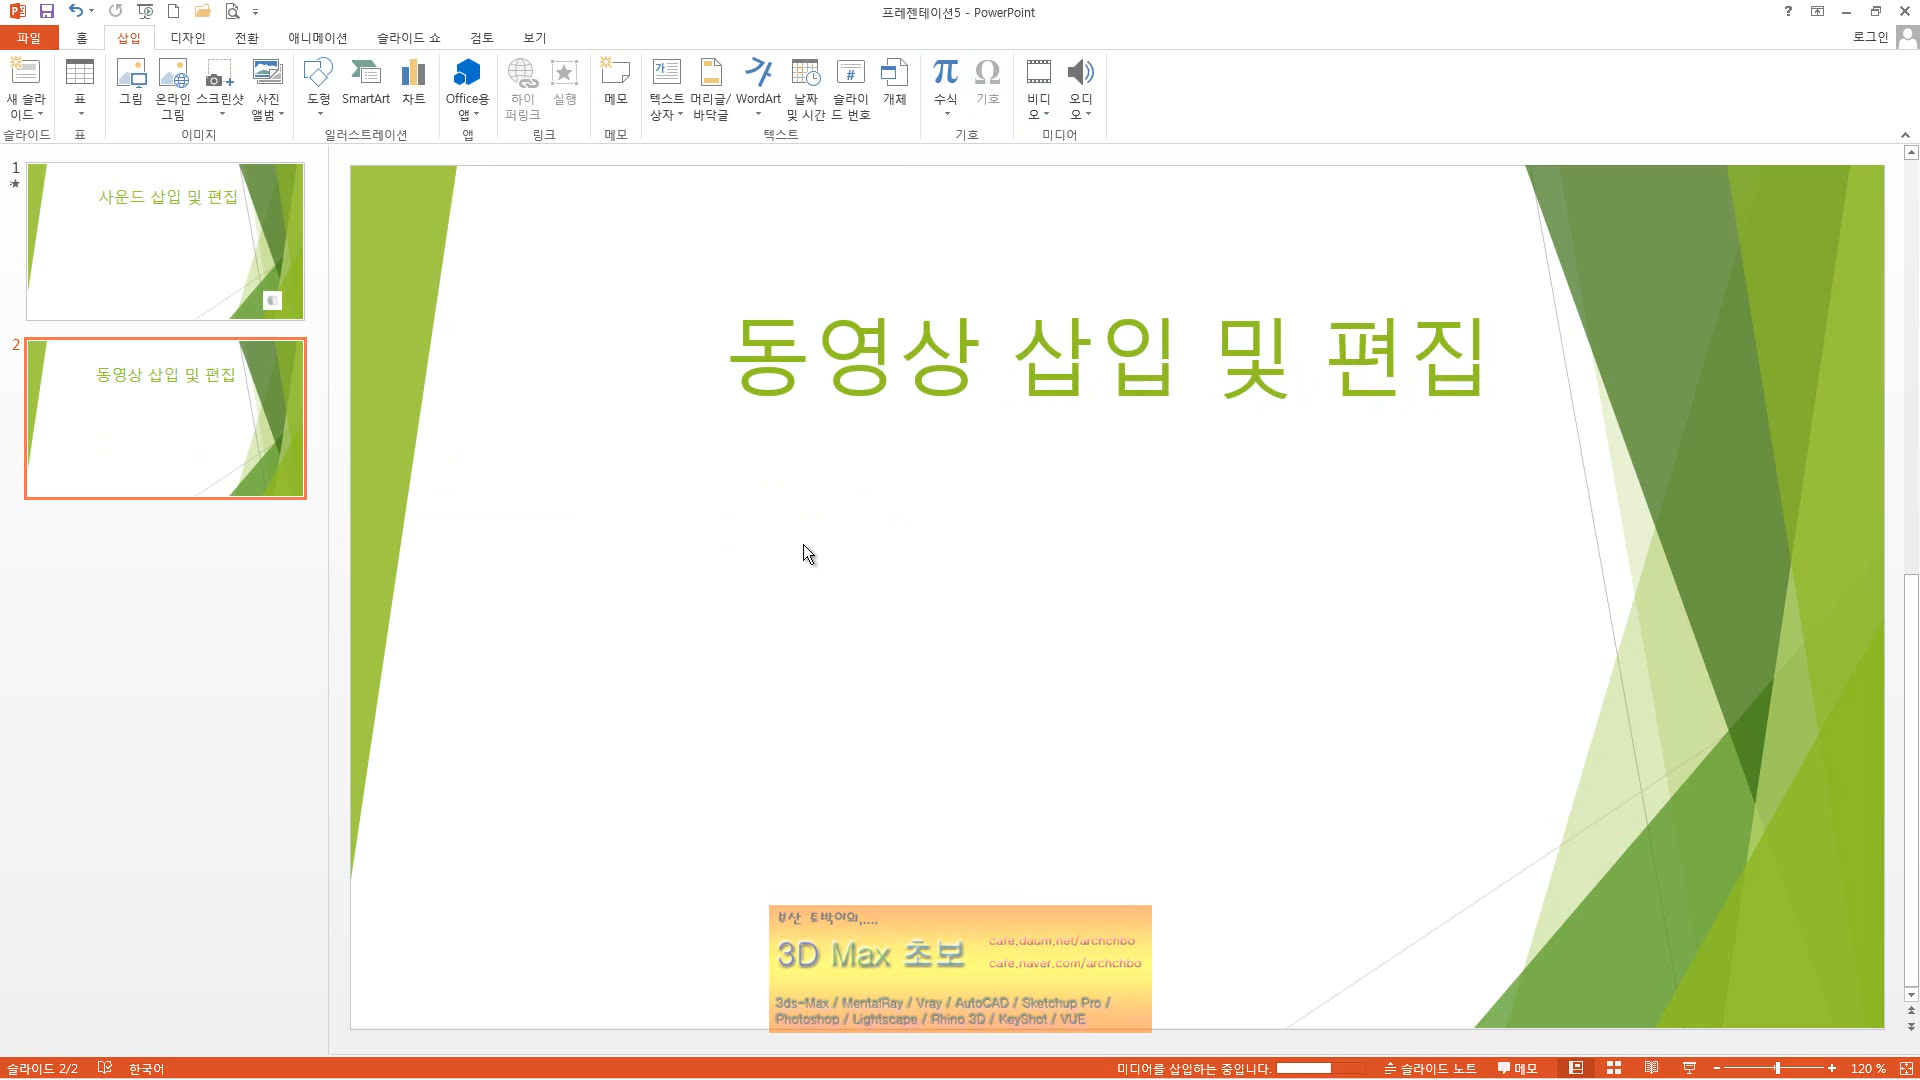 프레젠테이션5 - PowerPoint
파일 홈 삽입 디자인 전환 애니메이션 슬라이드 쇼 검토 보기 로그인
새 슬라이드 표 그림 온라인 그림 스크린샷 사진 앨범 도형 SmartArt 차트 Office용 앱 하이퍼링크 실행 메모 텍스트 상자 머리글/바닥글 WordArt 날짜 및 시간 슬라이드 번호 개체 수식 기호 비디오 오디오
슬라이드 표 이미지 일러스트레이션 앱 링크 메모 텍스트 기호 미디어
1
사운드 삽입 및 편집
2
동영상 삽입 및 편집
동영상 삽입 및 편집
부산 토박이의,....
3D Max 초보
cafe.daum.net/archchbo
cafe.naver.com/archchbo
3ds-Max / MentalRay / Vray / AutoCAD / Sketchup Pro /
Photoshop / Lightscape / Rhino 3D / KeyShot / VUE
슬라이드 2/2 한국어 미디어를 삽입하는 중입니다. 슬라이드 노트 메모 120 %